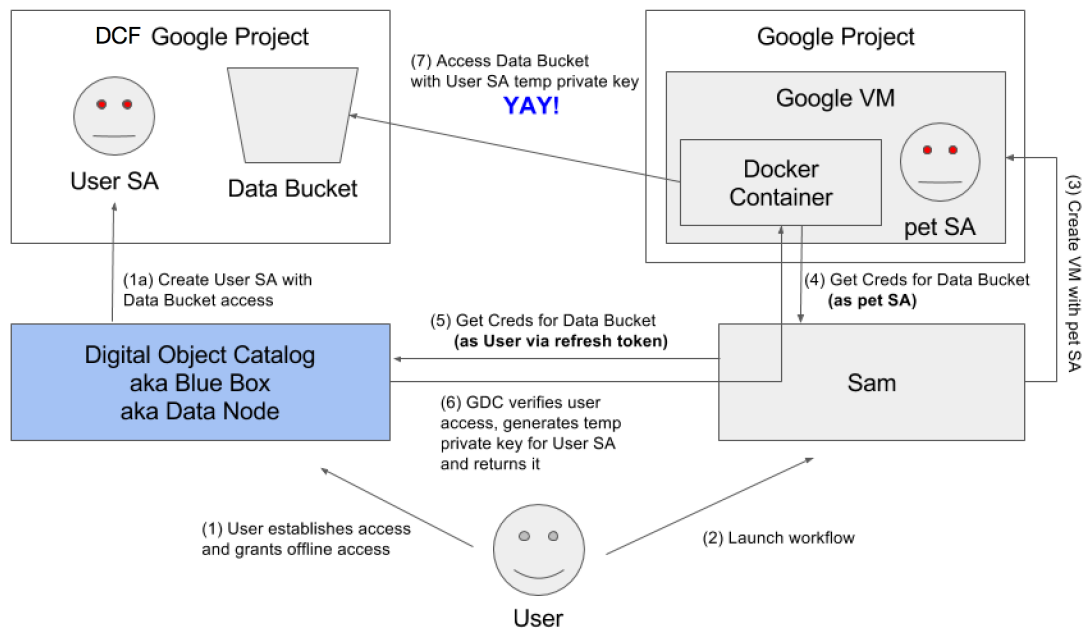 DCF Google Project
User SA
Data Bucket
(7) Access Data Bucket
with User SA temp private key
YAY!
Google Project
Google VM
Docker
Container
pet SA
(3) Create VM with pet SA
(1a) Create User SA with
Data Bucket access
(4) Get Creds for Data Bucket
(as pet SA)
(5) Get Creds for Data Bucket
(as User via refresh token)
Digital Object Catalog
aka Blue Box
aka Data Node
Sam
(6) GDC verifies user
access, generates temp
private key for User SA
and returns it
(1) User establishes access
and grants offline access
(2) Launch workflow
User